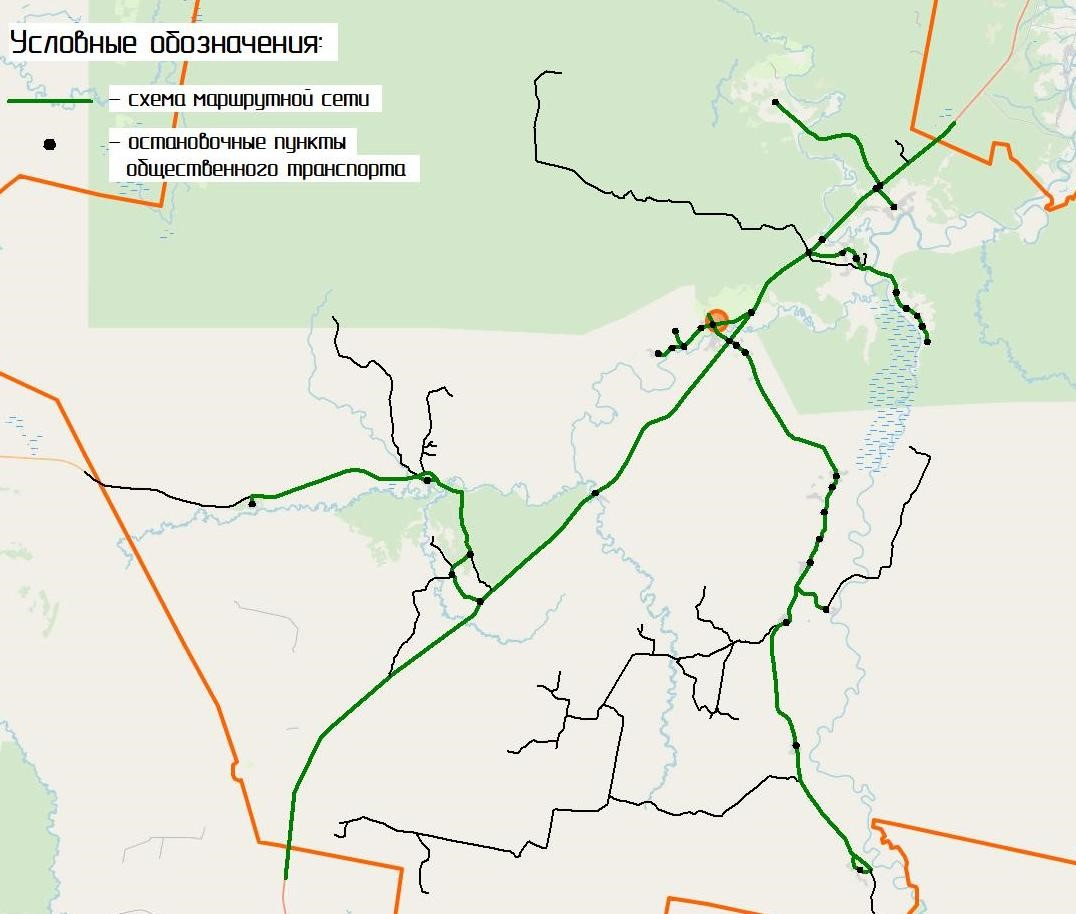 Условные обозначения:
– схема маршрутной сети
– остановочные пункты
общественного транспорта